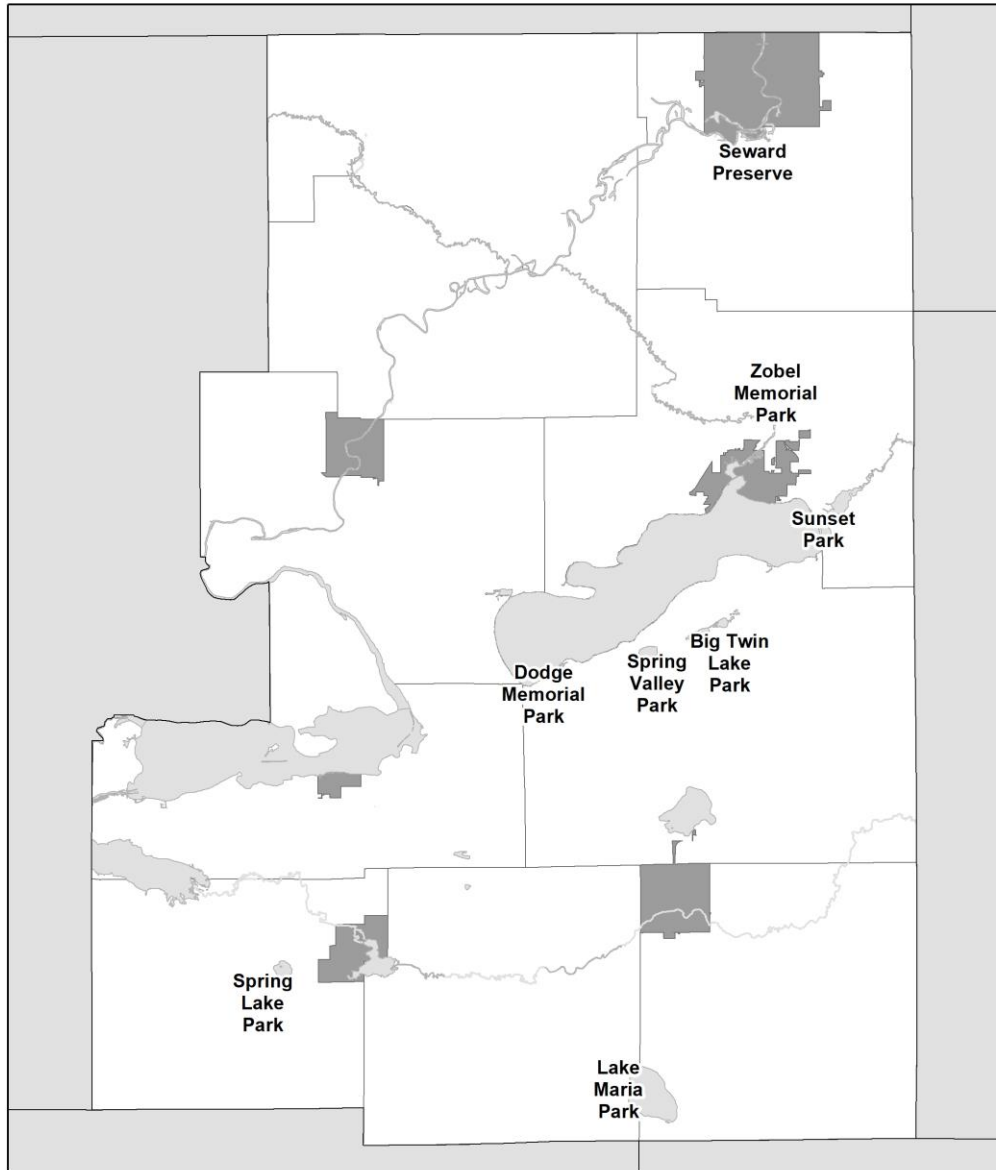 Seward
Preserve
Zobel
Memorial
Park
Sunset
Park
Big Twin
Lake
Park
Spring
Valley
Park
Dodge
Memorial
Park
Spring
Lake
Park
Lake
Maria
Park